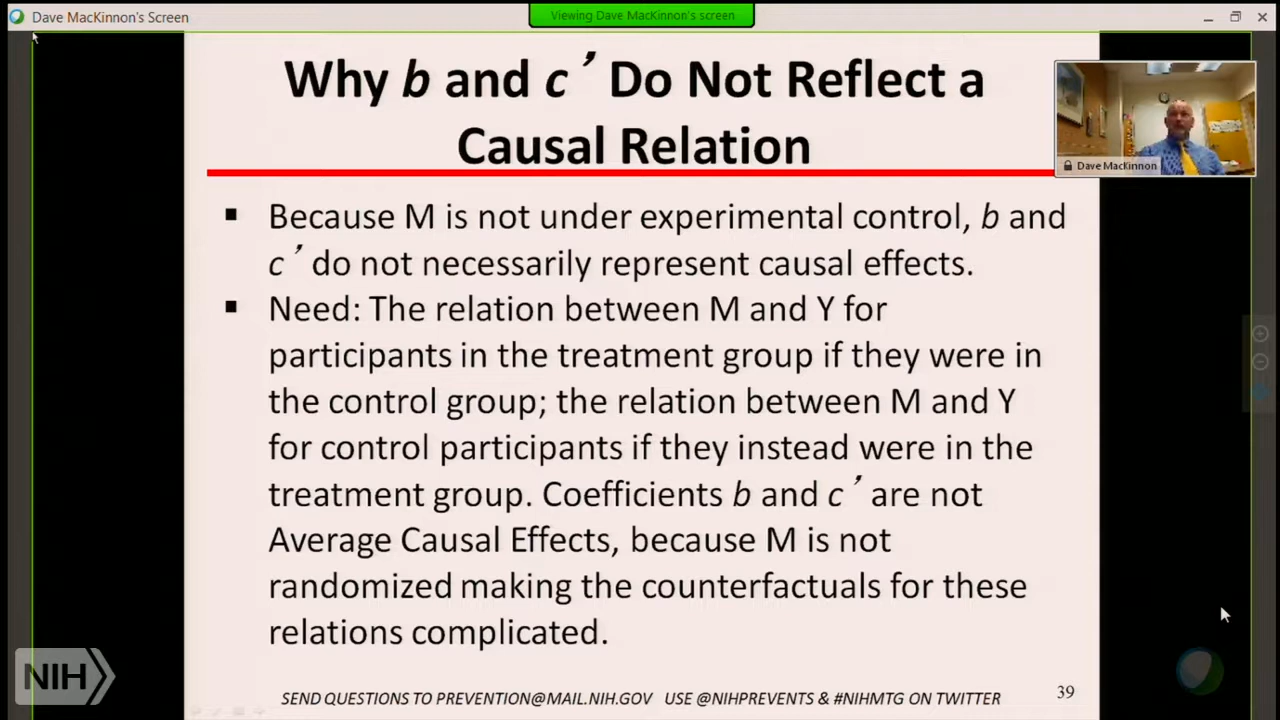 Dave MacKinnon's Screen
Viewing Dave MacKinnon's screen
Why b and c ′ Do Not Reflect a
Causal Relation
Dave MacKinnon
▪ Because M is not under experimental control, b and
c ′ do not necessarily represent causal effects.
▪ Need: The relation between M and Y for
participants in the treatment group if they were in
the control group; the relation between M and Y
for control participants if they instead were in the
treatment group. Coefficients b and c ′ are not
Average Causal Effects, because M is not
randomized making the counterfactuals for these
relations complicated.
NIH
SEND QUESTIONS TO PREVENTION@MAIL.NIH.GOV USE @NIHPREVENTS & #NIHMTG ON TWITTER
39